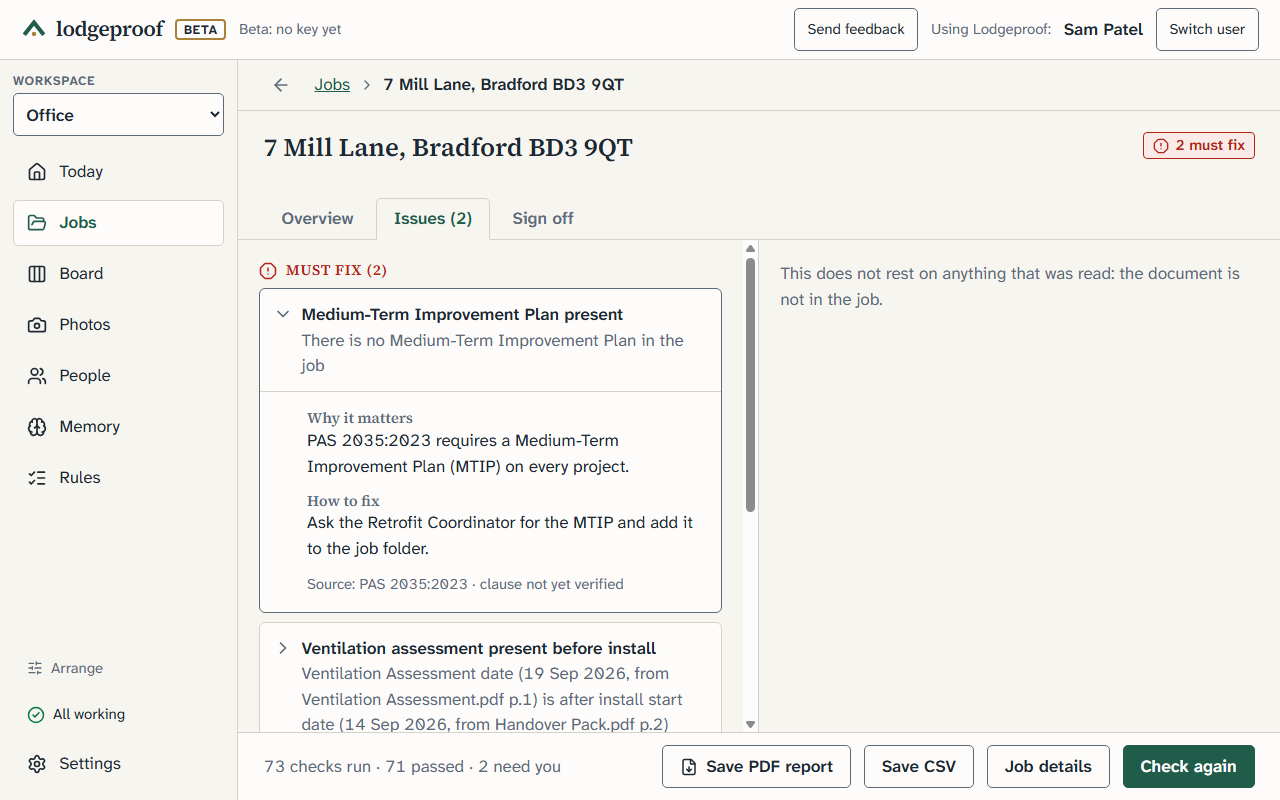 lodgeproof BETA Beta: no key yet Send feedback Using Lodgeproof: Sam Patel Switch user
WORKSPACE
Office
Today
Jobs
Board
Photos
People
Memory
Rules
Arrange
All working
Settings
Jobs > 7 Mill Lane, Bradford BD3 9QT
7 Mill Lane, Bradford BD3 9QT
2 must fix
Overview Issues (2) Sign off
MUST FIX (2)
Medium-Term Improvement Plan present
There is no Medium-Term Improvement Plan in the
job
Why it matters
PAS 2035:2023 requires a Medium-Term
Improvement Plan (MTIP) on every project.
How to fix
Ask the Retrofit Coordinator for the MTIP and add it
to the job folder.
Source: PAS 2035:2023 · clause not yet verified
Ventilation assessment present before install
Ventilation Assessment date (19 Sep 2026, from
Ventilation Assessment.pdf p.1) is after install start
date (14 Sep 2026, from Handover Pack.pdf p.2)
This does not rest on anything that was read: the document is
not in the job.
73 checks run · 71 passed · 2 need you
Save PDF report Save CSV Job details Check again